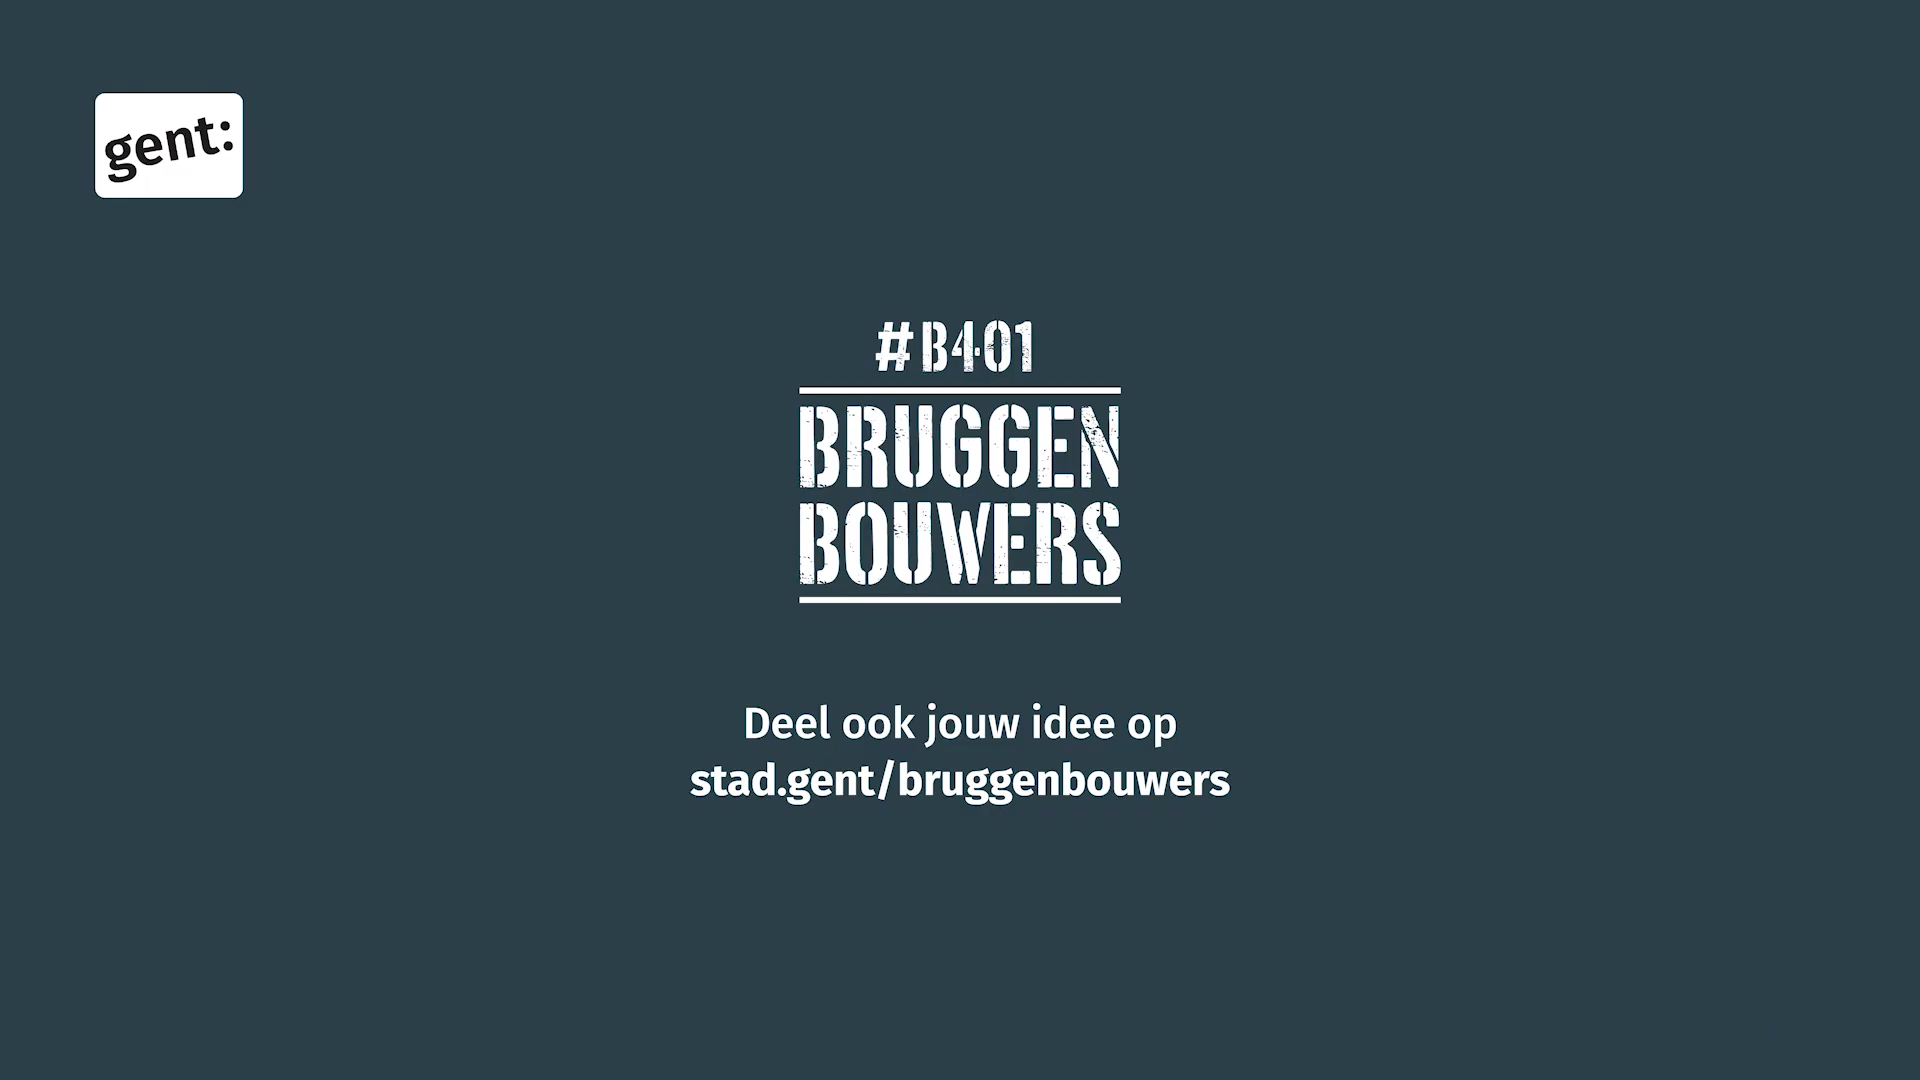 gent:
#B401
BRUGGEN
BOUWERS
Deel ook jouw idee op
stad.gent/bruggenbouwers